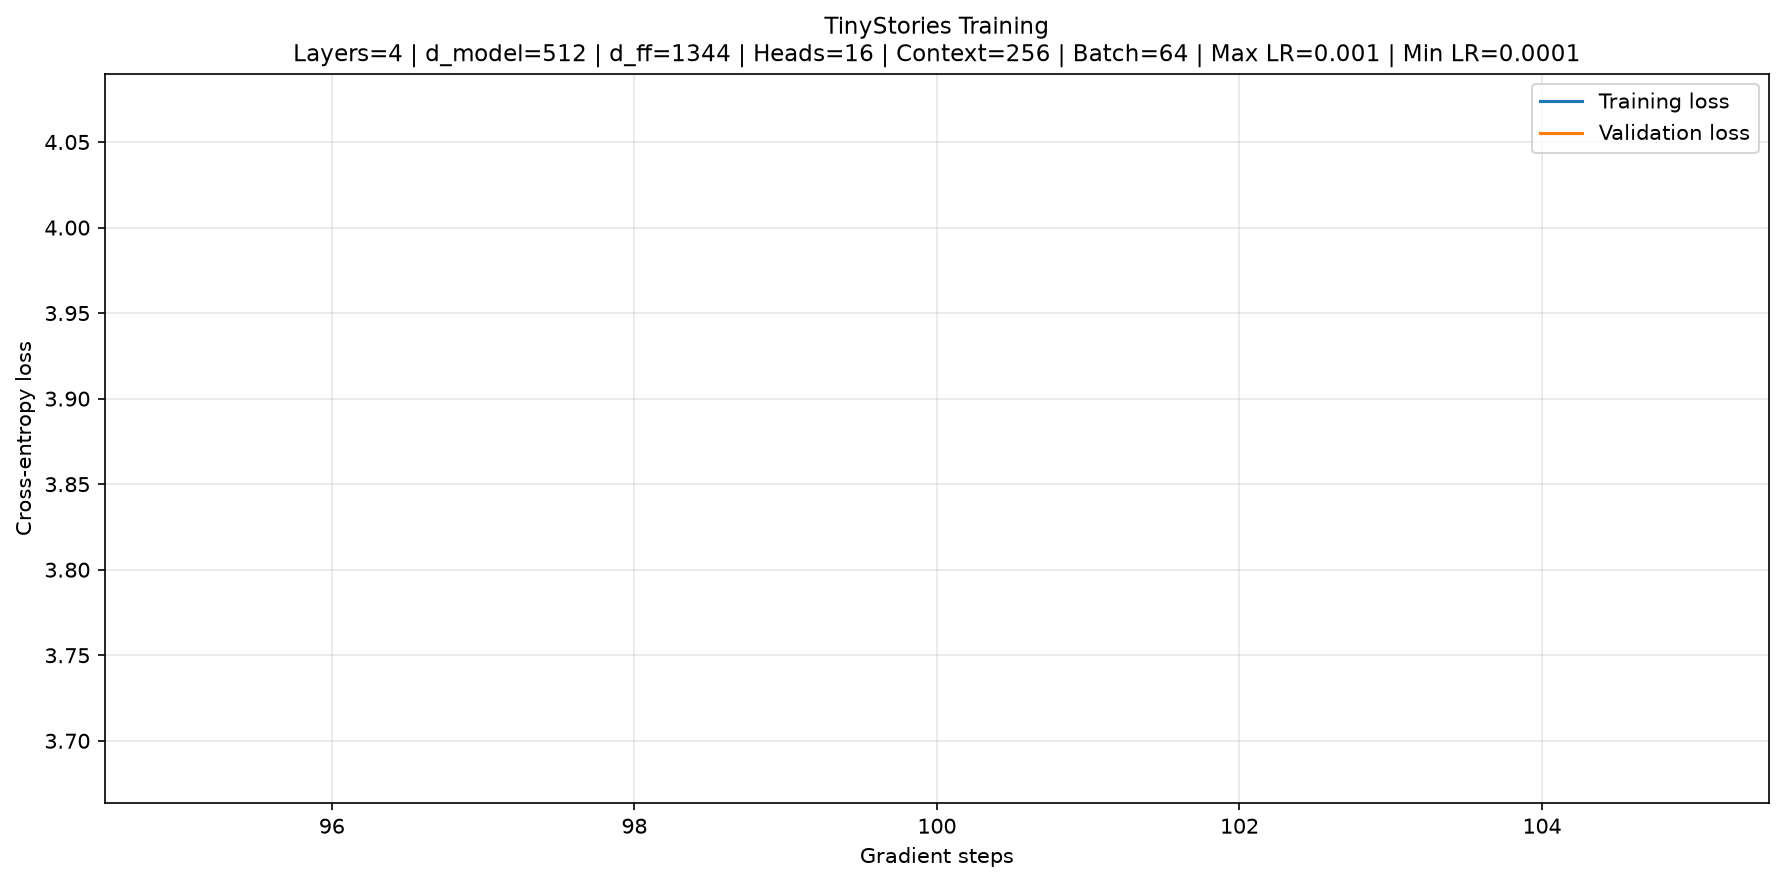 TinyStories Training
Layers=4 | d_model=512 | d_ff=1344 | Heads=16 | Context=256 | Batch=64 | Max LR=0.001 | Min LR=0.0001
Training loss
Validation loss
4.05
4.00
3.95
3.90
3.85
3.80
3.75
3.70
Cross-entropy loss
96 98 100 102 104
Gradient steps